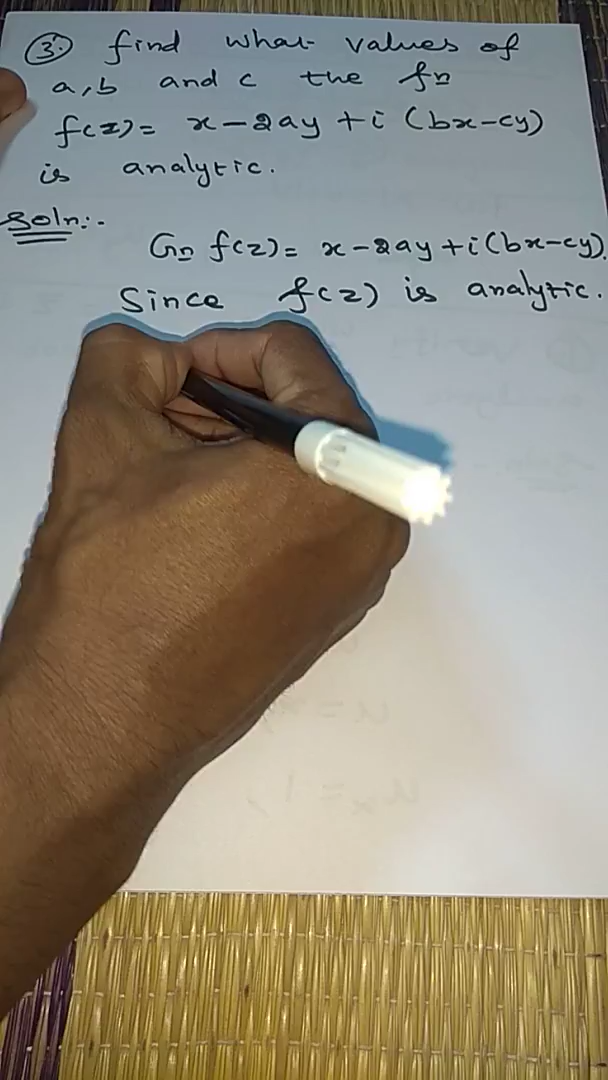 ③. find what values of
a, b and c the fn
f(z) = x - 2ay + i (bx - cy)
is analytic.
Soln:-
Gn f(z) = x - 2ay + i (bx - cy).
Since f(z) is analytic.